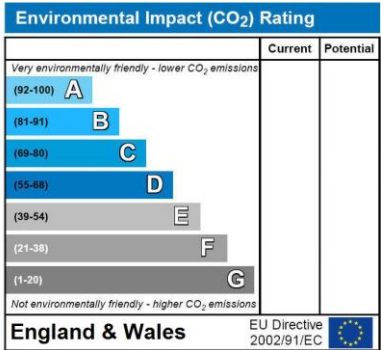 Environmental Impact (CO₂) Rating
Current Potential
Very environmentally friendly - lower CO₂ emissions
(92-100) A
(81-91) B
(69-80) C
(55-68) D
(39-54) E
(21-38) F
(1-20) G
Not environmentally friendly - higher CO₂ emissions
England & Wales
EU Directive
2002/91/EC